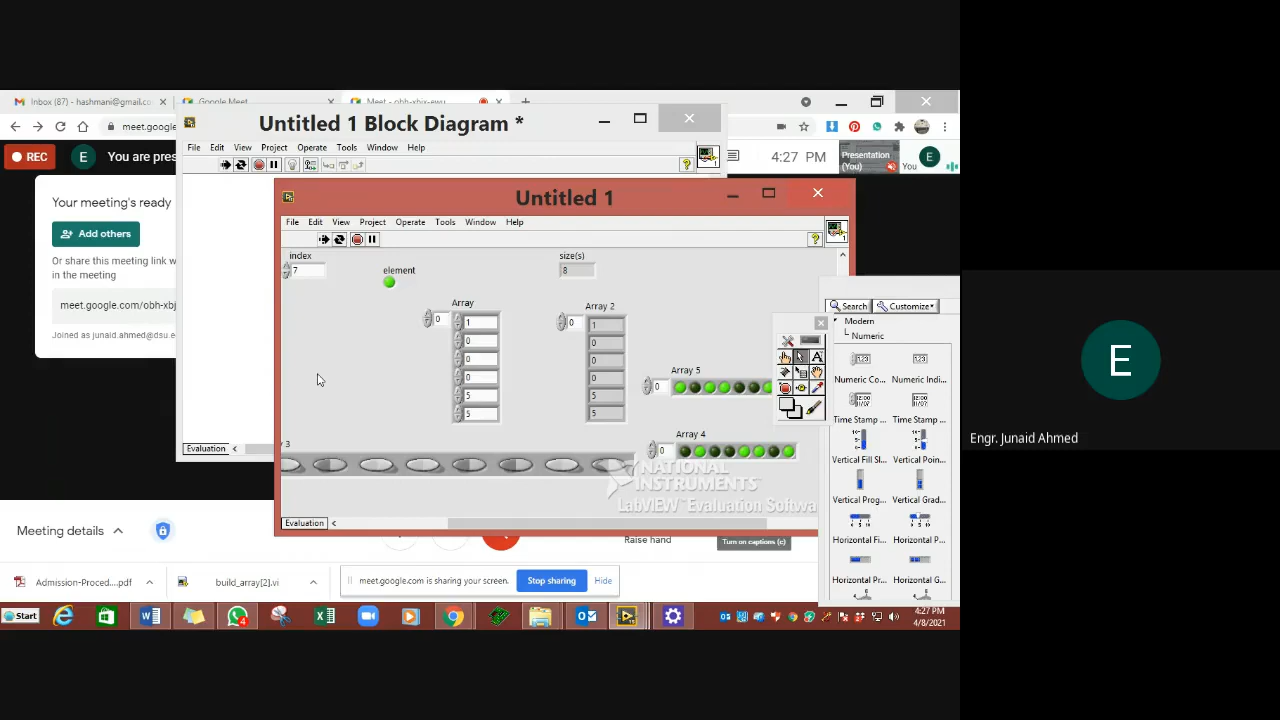 Inbox (87) - hashmani@gmail.co
Google Meet
Meet - obh-xbjx-ewu
meet.google
REC
E
You are pres
Untitled 1 Block Diagram *
File Edit View Project Operate Tools Window Help
4:27 PM
Presentation
(You)
You
E
Your meeting's ready
Add others
Or share this meeting link w
in the meeting
meet.google.com/obh-xbj
Joined as junaid.ahmed@dsu.e
Evaluation
Untitled 1
File Edit View Project Operate Tools Window Help
index
7
element
size(s)
8
Array
0
1
0
0
0
5
5
Array 2
0
1
0
0
0
5
5
Array 5
0
Array 4
0
y 3
NATIONAL
INSTRUMENTS
LabVIEW Evaluation Softwa
Evaluation
Search
Customize
Modern
Numeric
Numeric Co...
Numeric Indi...
Time Stamp ...
Time Stamp ...
Vertical Fill Sl...
Vertical Poin...
Vertical Prog...
Vertical Grad...
Horizontal Fi...
Horizontal P...
Horizontal Pr...
Horizontal G...
Meeting details
Raise hand
Turn on captions (c)
Admission-Proced....pdf
build_array[2].vi
meet.google.com is sharing your screen.
Stop sharing
Hide
Start
4:27 PM
4/8/2021
E
Engr. Junaid Ahmed